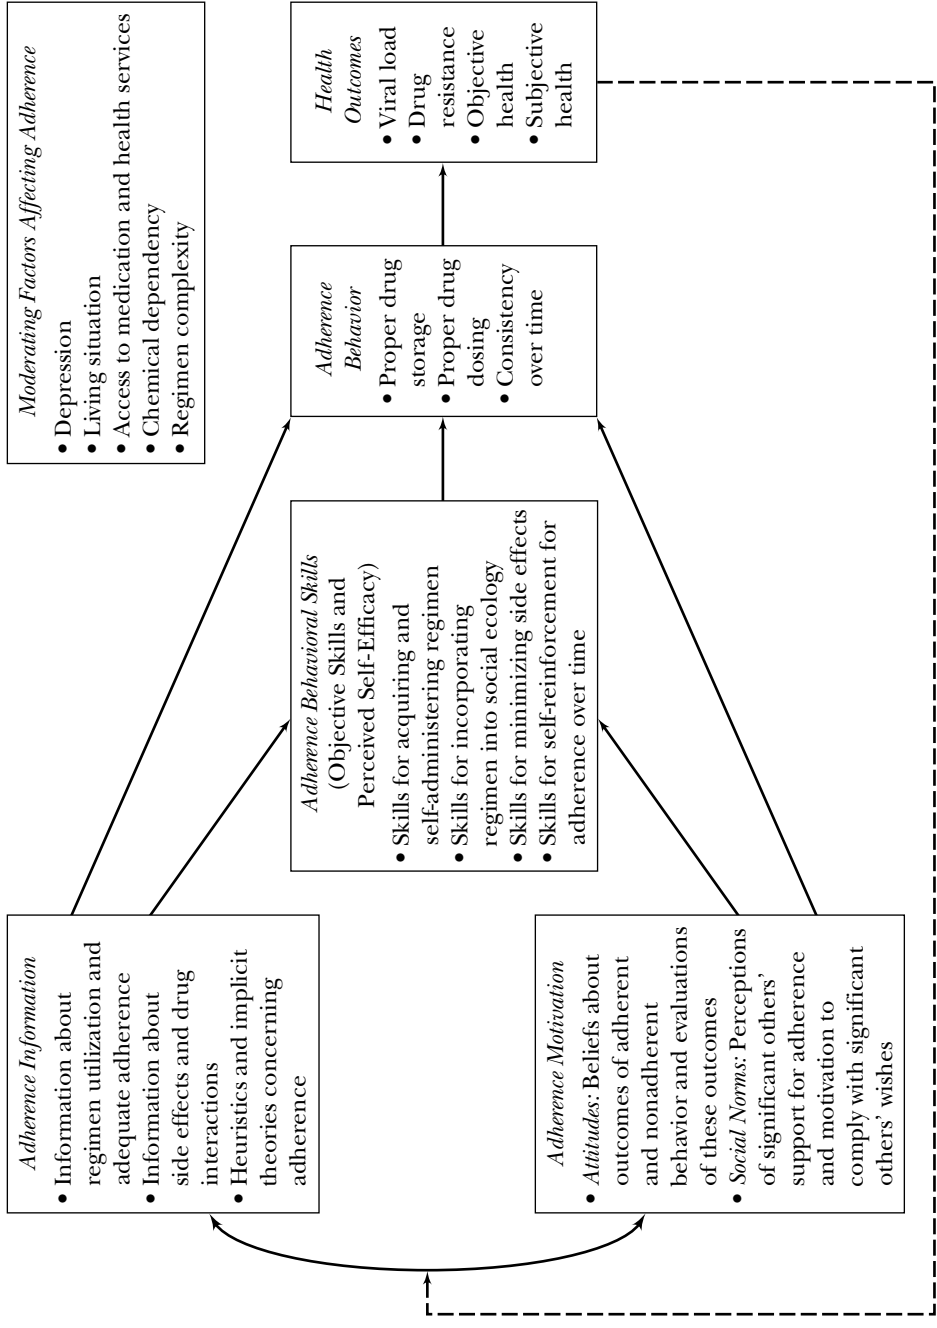 Moderating Factors Affecting Adherence
• Depression
• Living situation
• Access to medication and health services
• Chemical dependency
• Regimen complexity
Adherence Information
• Information about
regimen utilization and
adequate adherence
• Information about
side effects and drug
interactions
• Heuristics and implicit
theories concerning
adherence
Adherence Motivation
• Attitudes: Beliefs about
outcomes of adherent
and nonadherent
behavior and evaluations
of these outcomes
• Social Norms: Perceptions
of significant others'
support for adherence
and motivation to
comply with significant
others' wishes
Adherence Behavioral Skills
(Objective Skills and
Perceived Self-Efficacy)
• Skills for acquiring and
self-administering regimen
• Skills for incorporating
regimen into social ecology
• Skills for minimizing side effects
• Skills for self-reinforcement for
adherence over time
Adherence
Behavior
• Proper drug
storage
• Proper drug
dosing
• Consistency
over time
Health
Outcomes
• Viral load
• Drug
resistance
• Objective
health
• Subjective
health